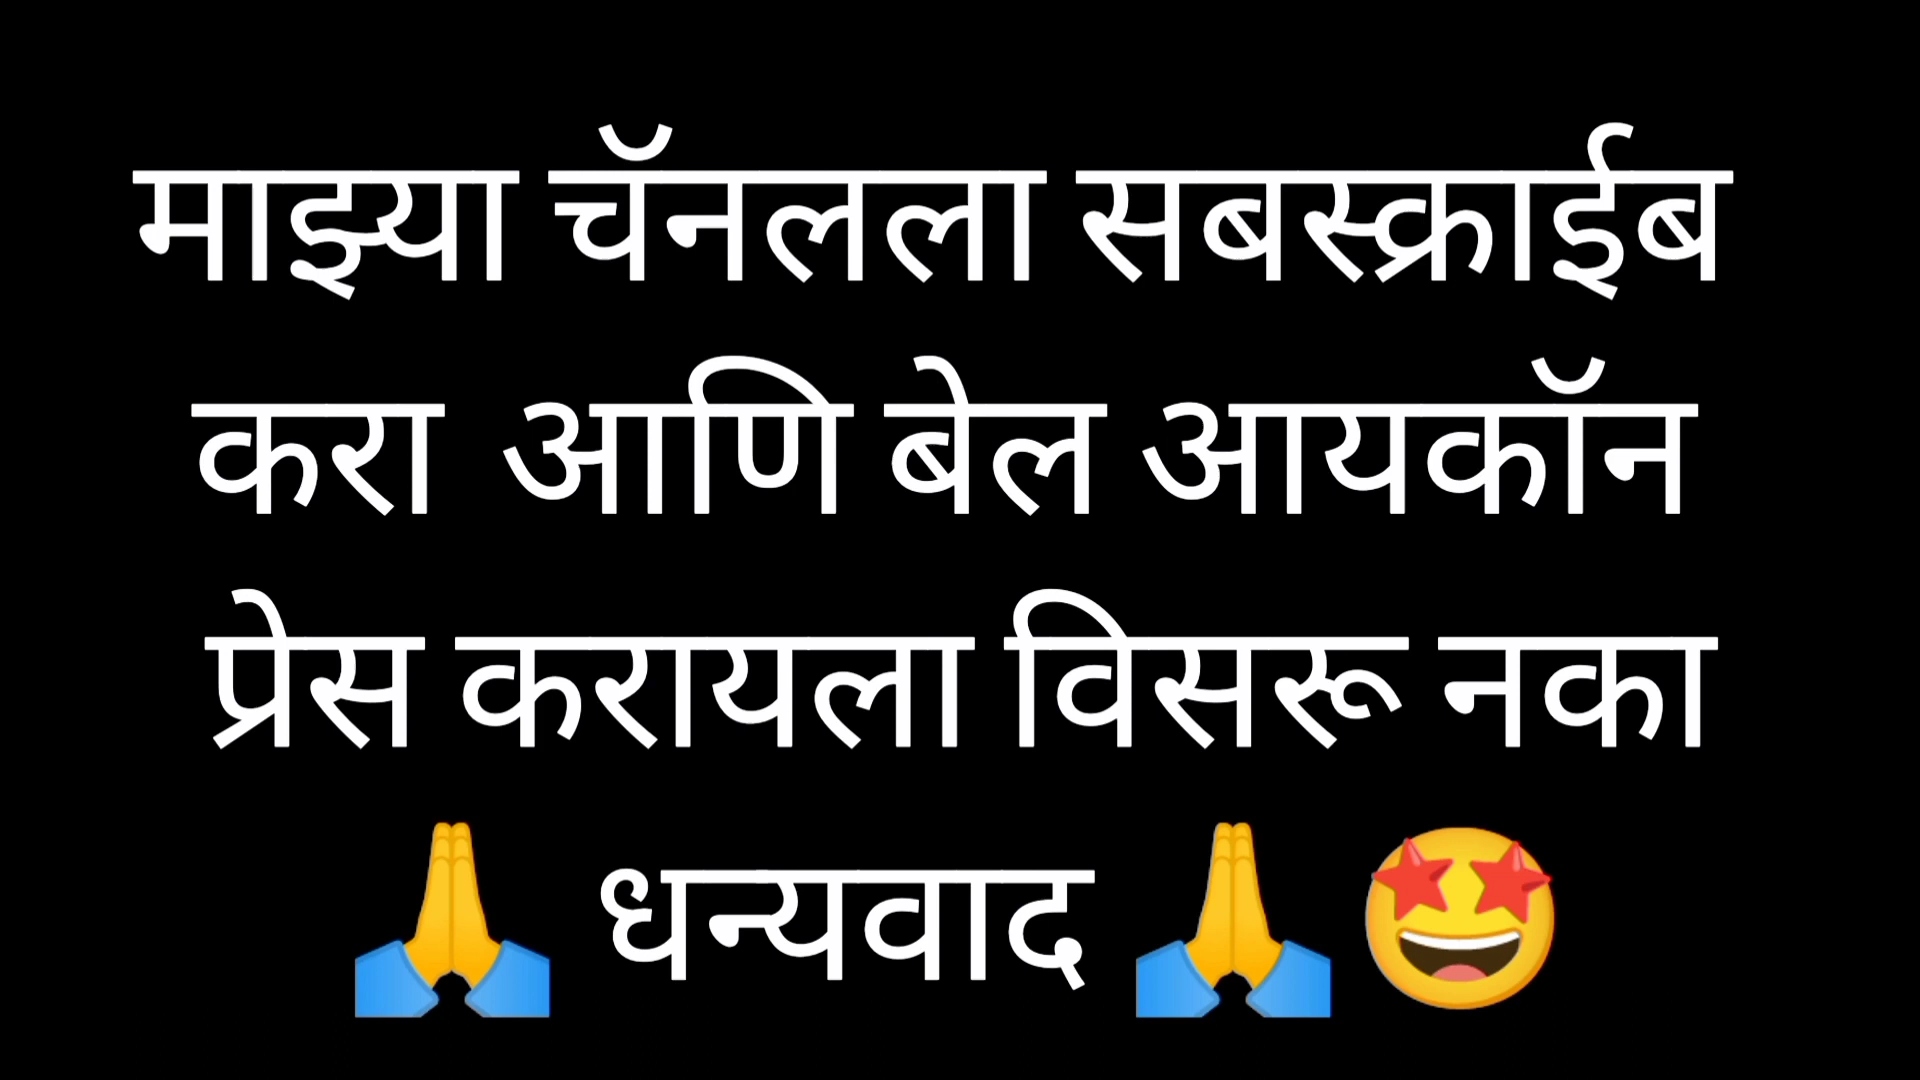 माझ्या चॅनलला सबस्क्राईब
करा आणि बेल आयकॉन
प्रेस करायला विसरू नका
🙏 धन्यवाद 🙏🤩